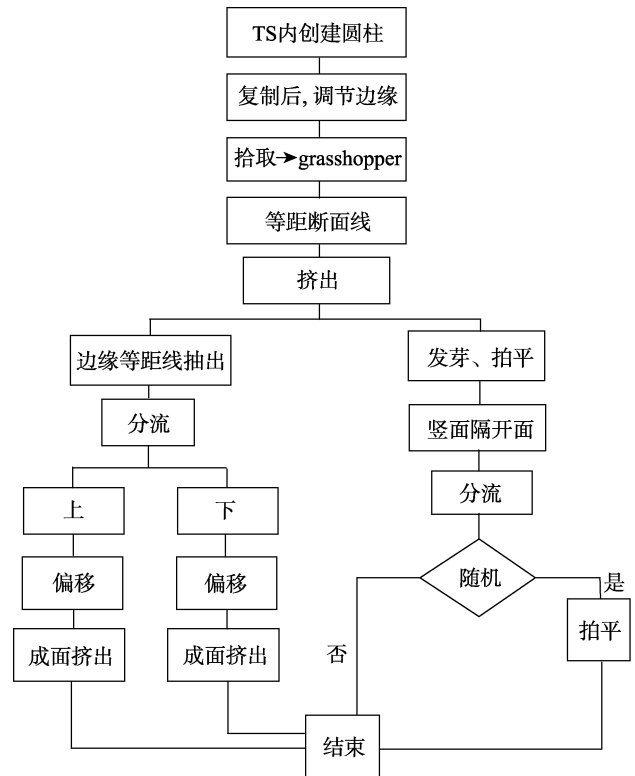 TS内创建圆柱
复制后, 调节边缘
拾取→grasshopper
等距断面线
挤出
边缘等距线抽出
发芽、拍平
分流
竖面隔开面
分流
上
下
随机
是
偏移
偏移
拍平
成面挤出
成面挤出
否
结束